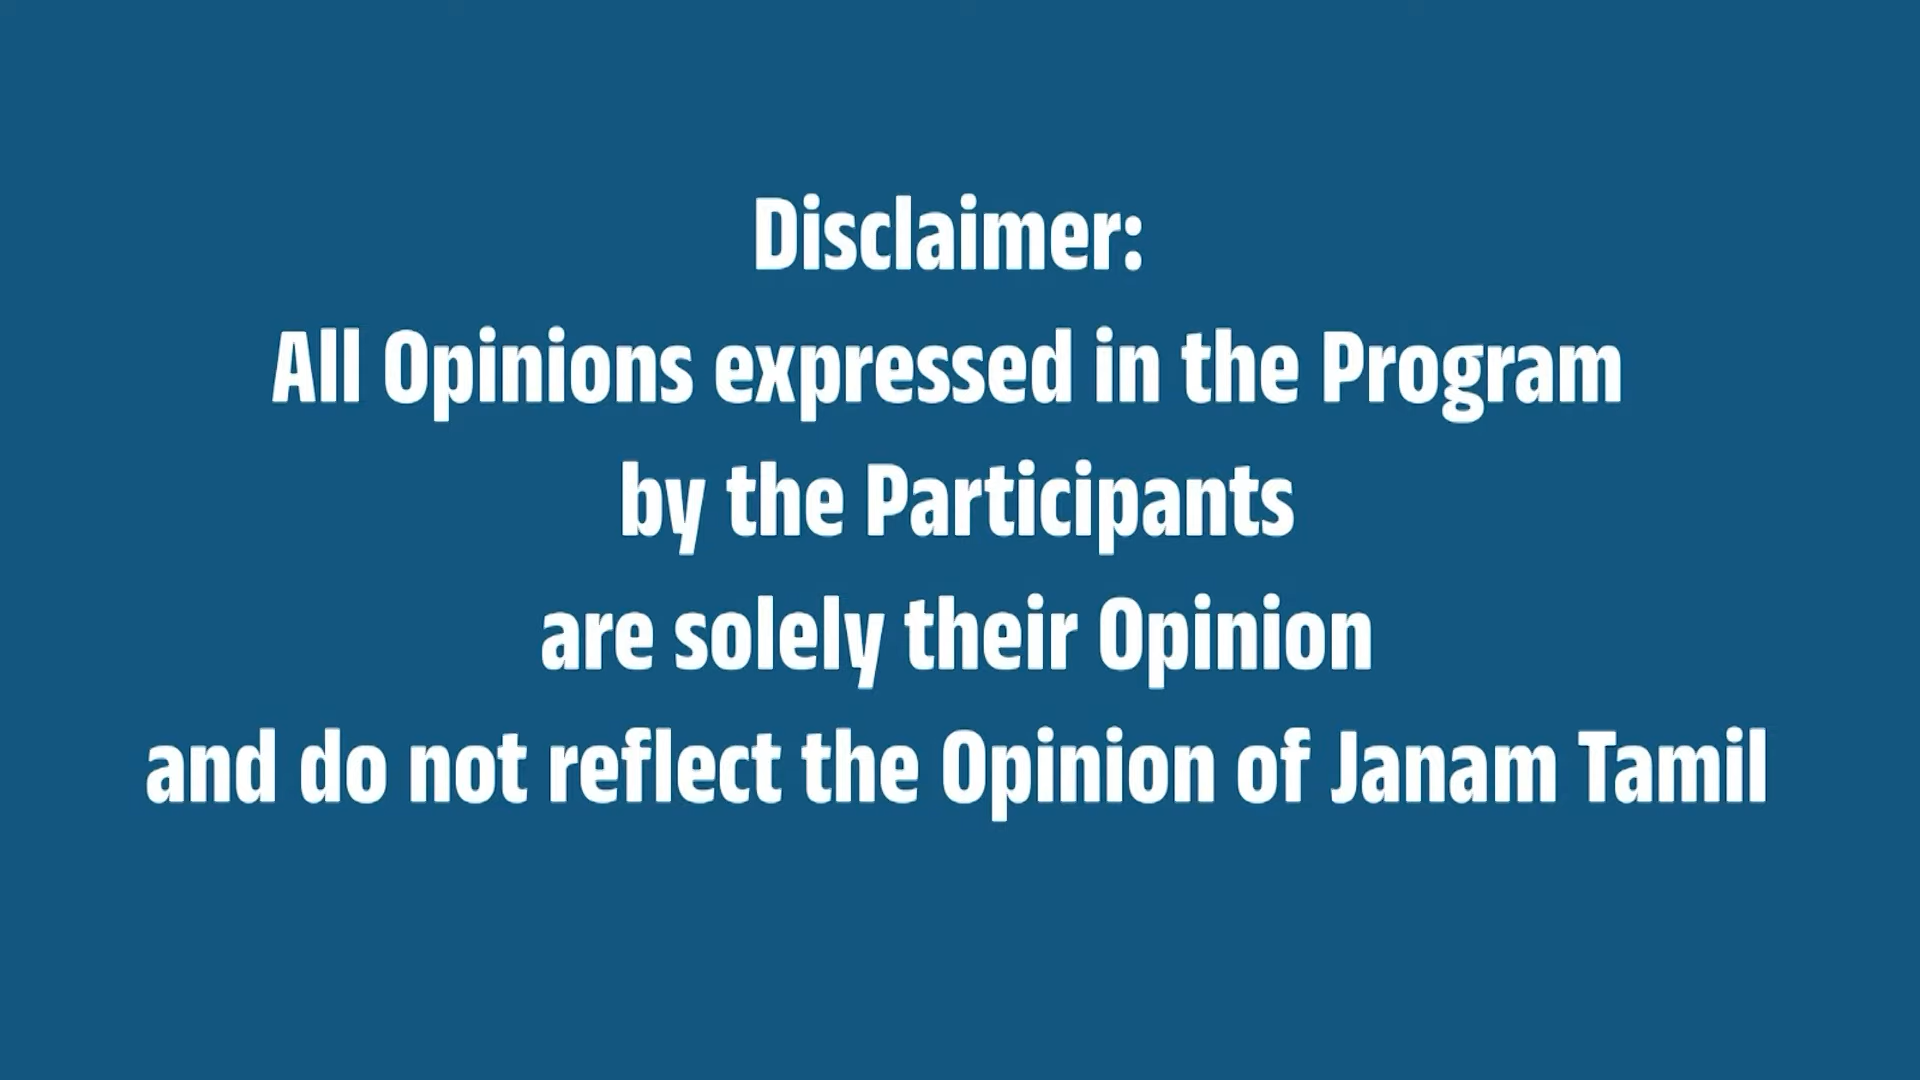 Disclaimer:
All Opinions expressed in the Program
by the Participants
are solely their Opinion
and do not reflect the Opinion of Janam Tamil